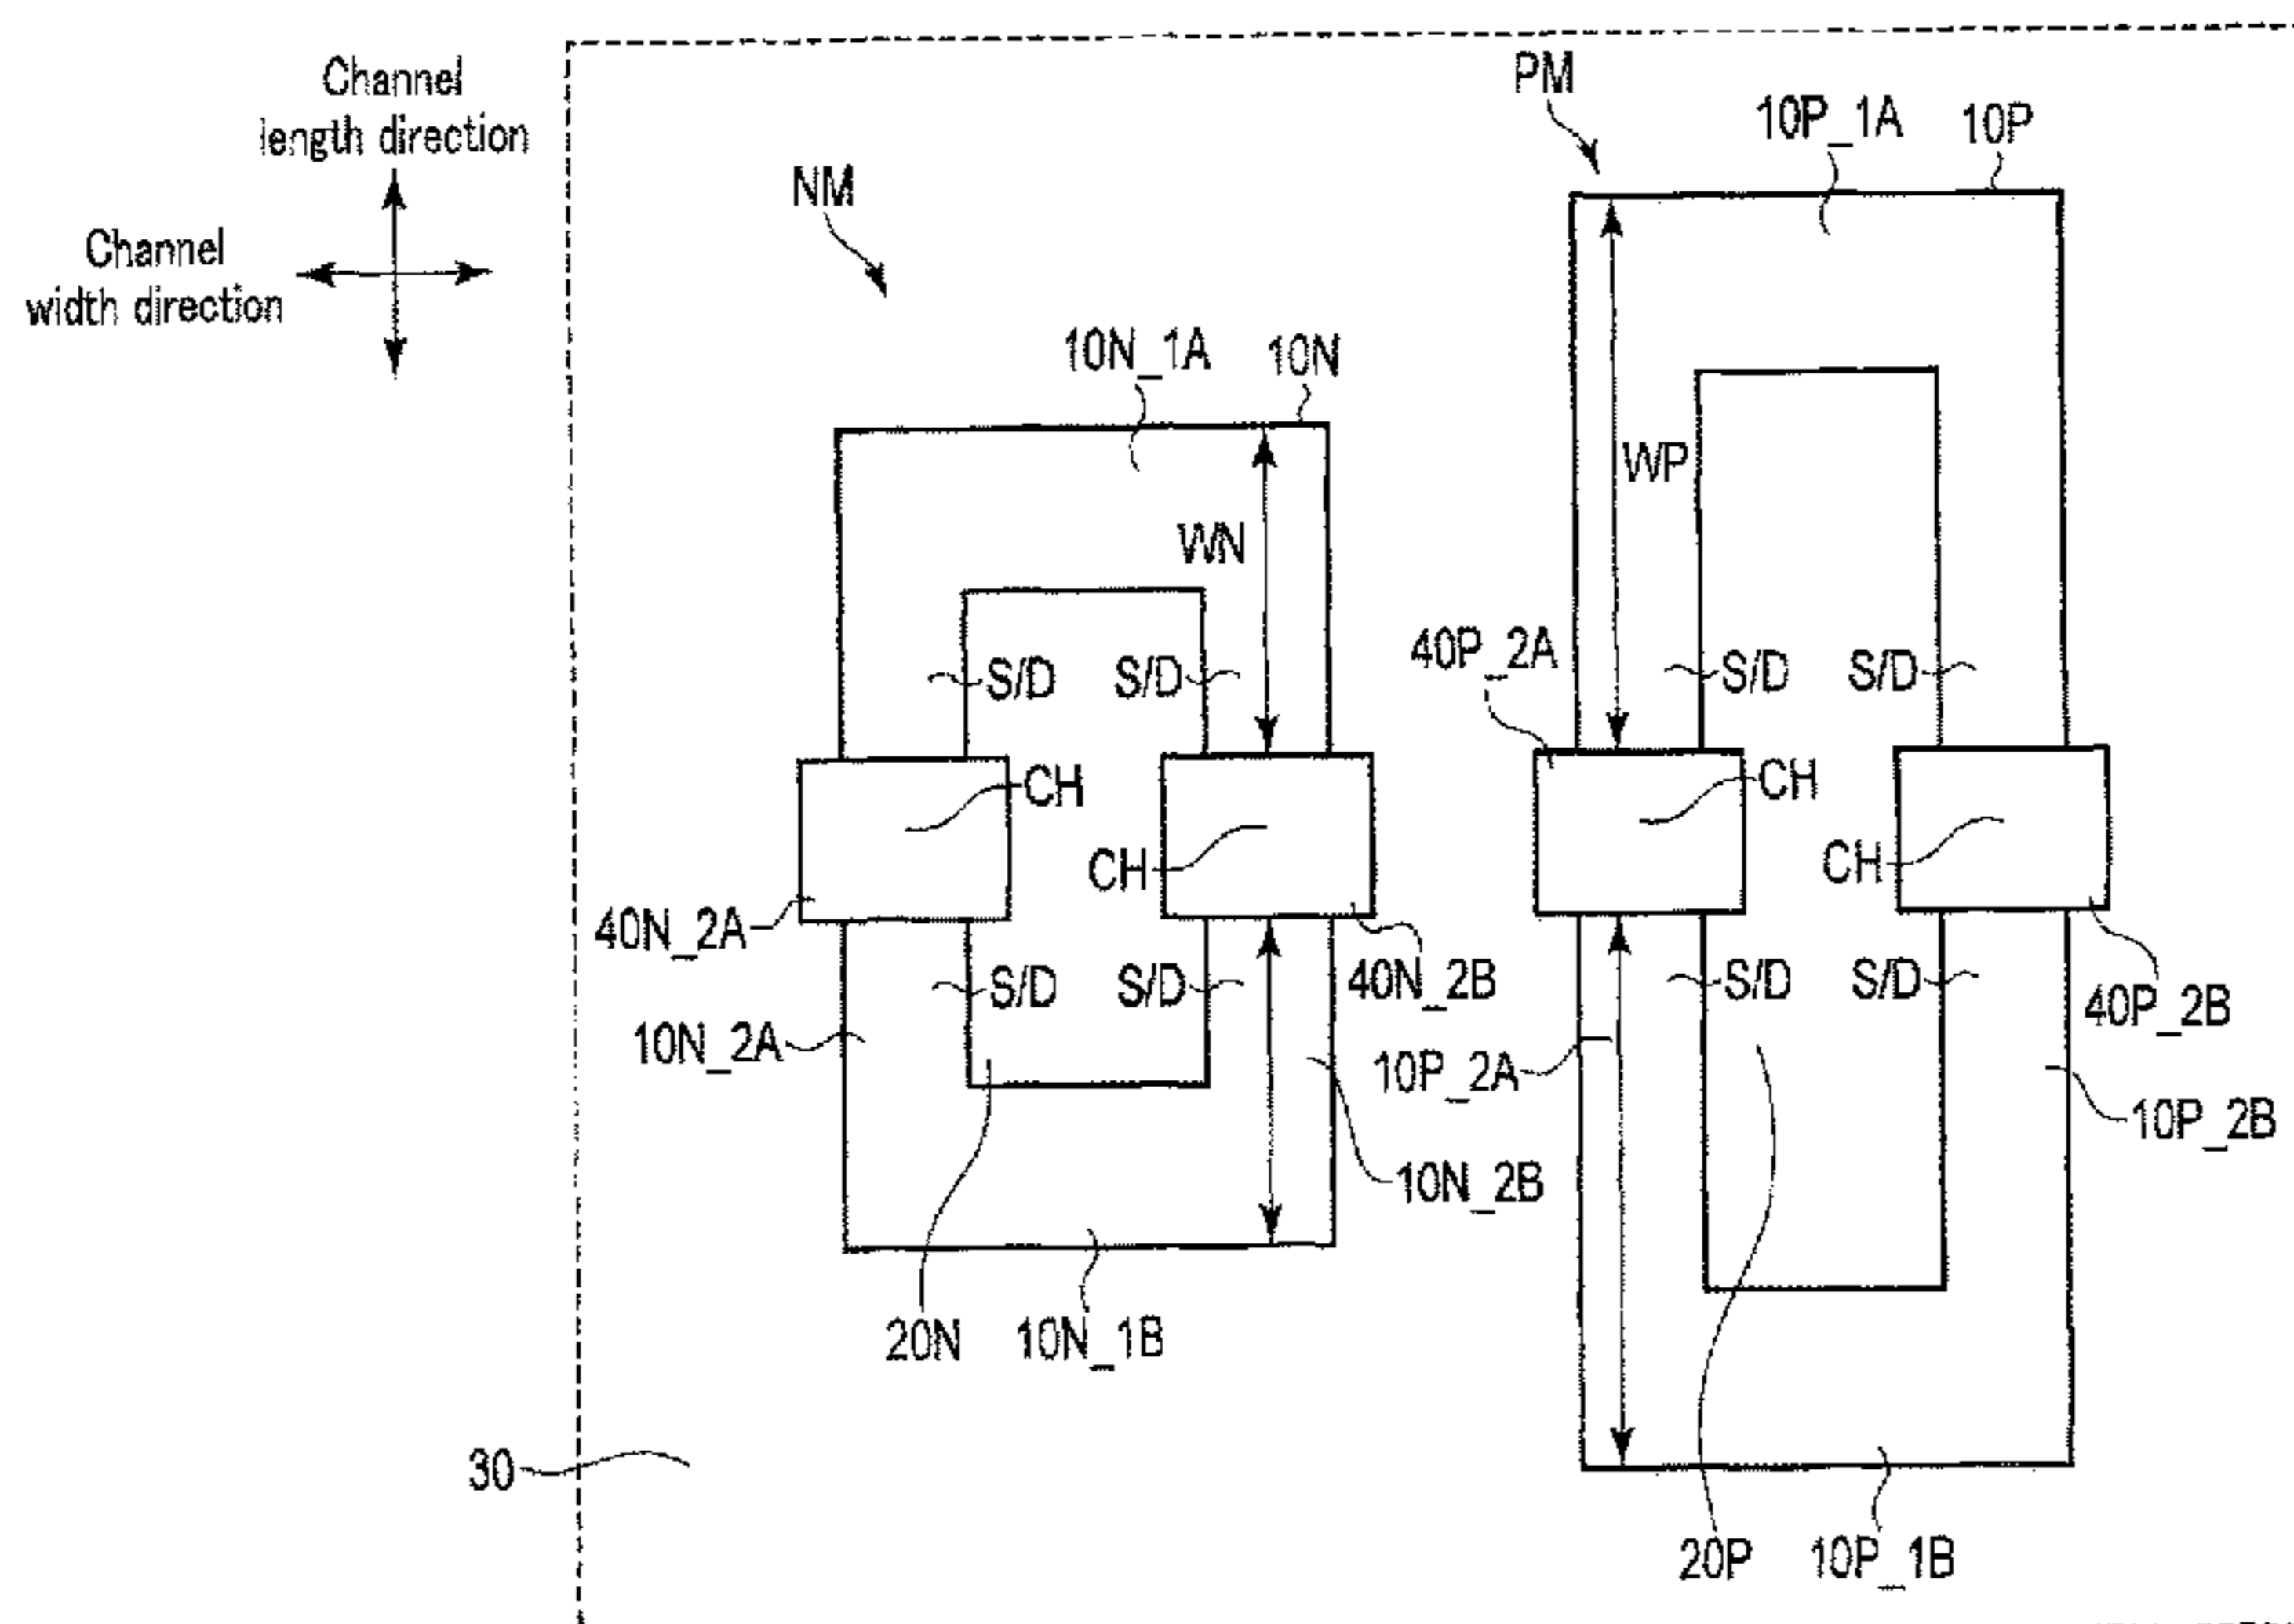 Channel
length direction
Channel
width direction
PM
10P_1A
10P
NM
10N_1A
10N
WP
WN
40P_2A
S/D
S/D
S/D
S/D
CH
CH
CH
CH
40N_2A
40N_2B
S/D
S/D
S/D
S/D
40P_2B
10N_2A
10P_2A
10P_2B
10N_2B
20N
10N_1B
30
20P
10P_1B